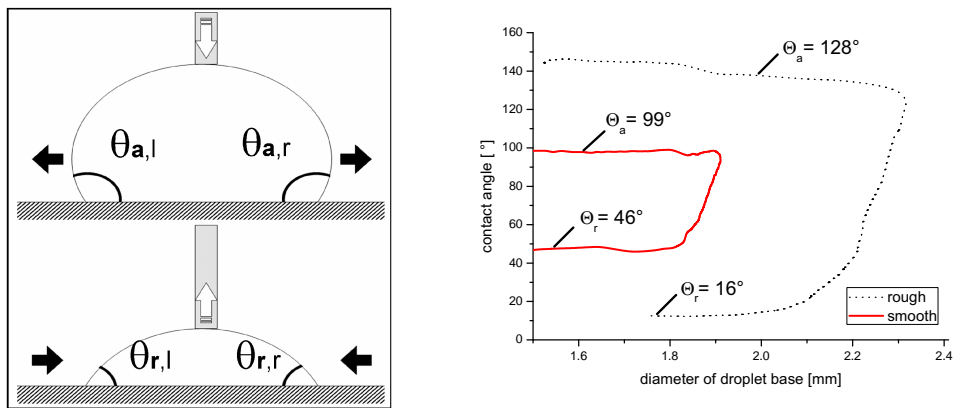 θa,l θa,r
θr,l θr,r
160
140
120
100
80
60
40
20
0
contact angle [ °]
Θa = 128°
Θa = 99°
Θr = 46°
Θr = 16°
rough
smooth
1.6 1.8 2.0 2.2 2.4
diameter of droplet base [mm]